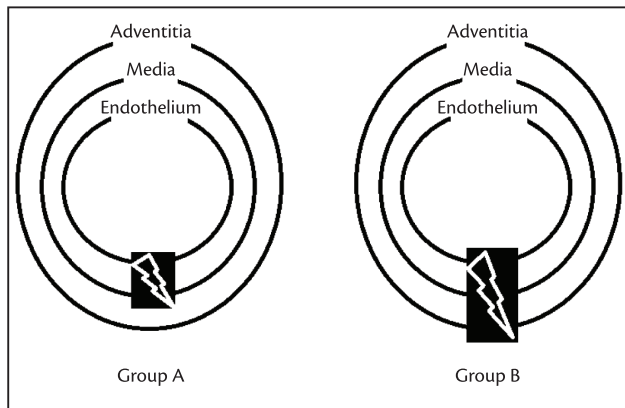 Adventitia
Media
Endothelium
Group A
Adventitia
Media
Endothelium
Group B